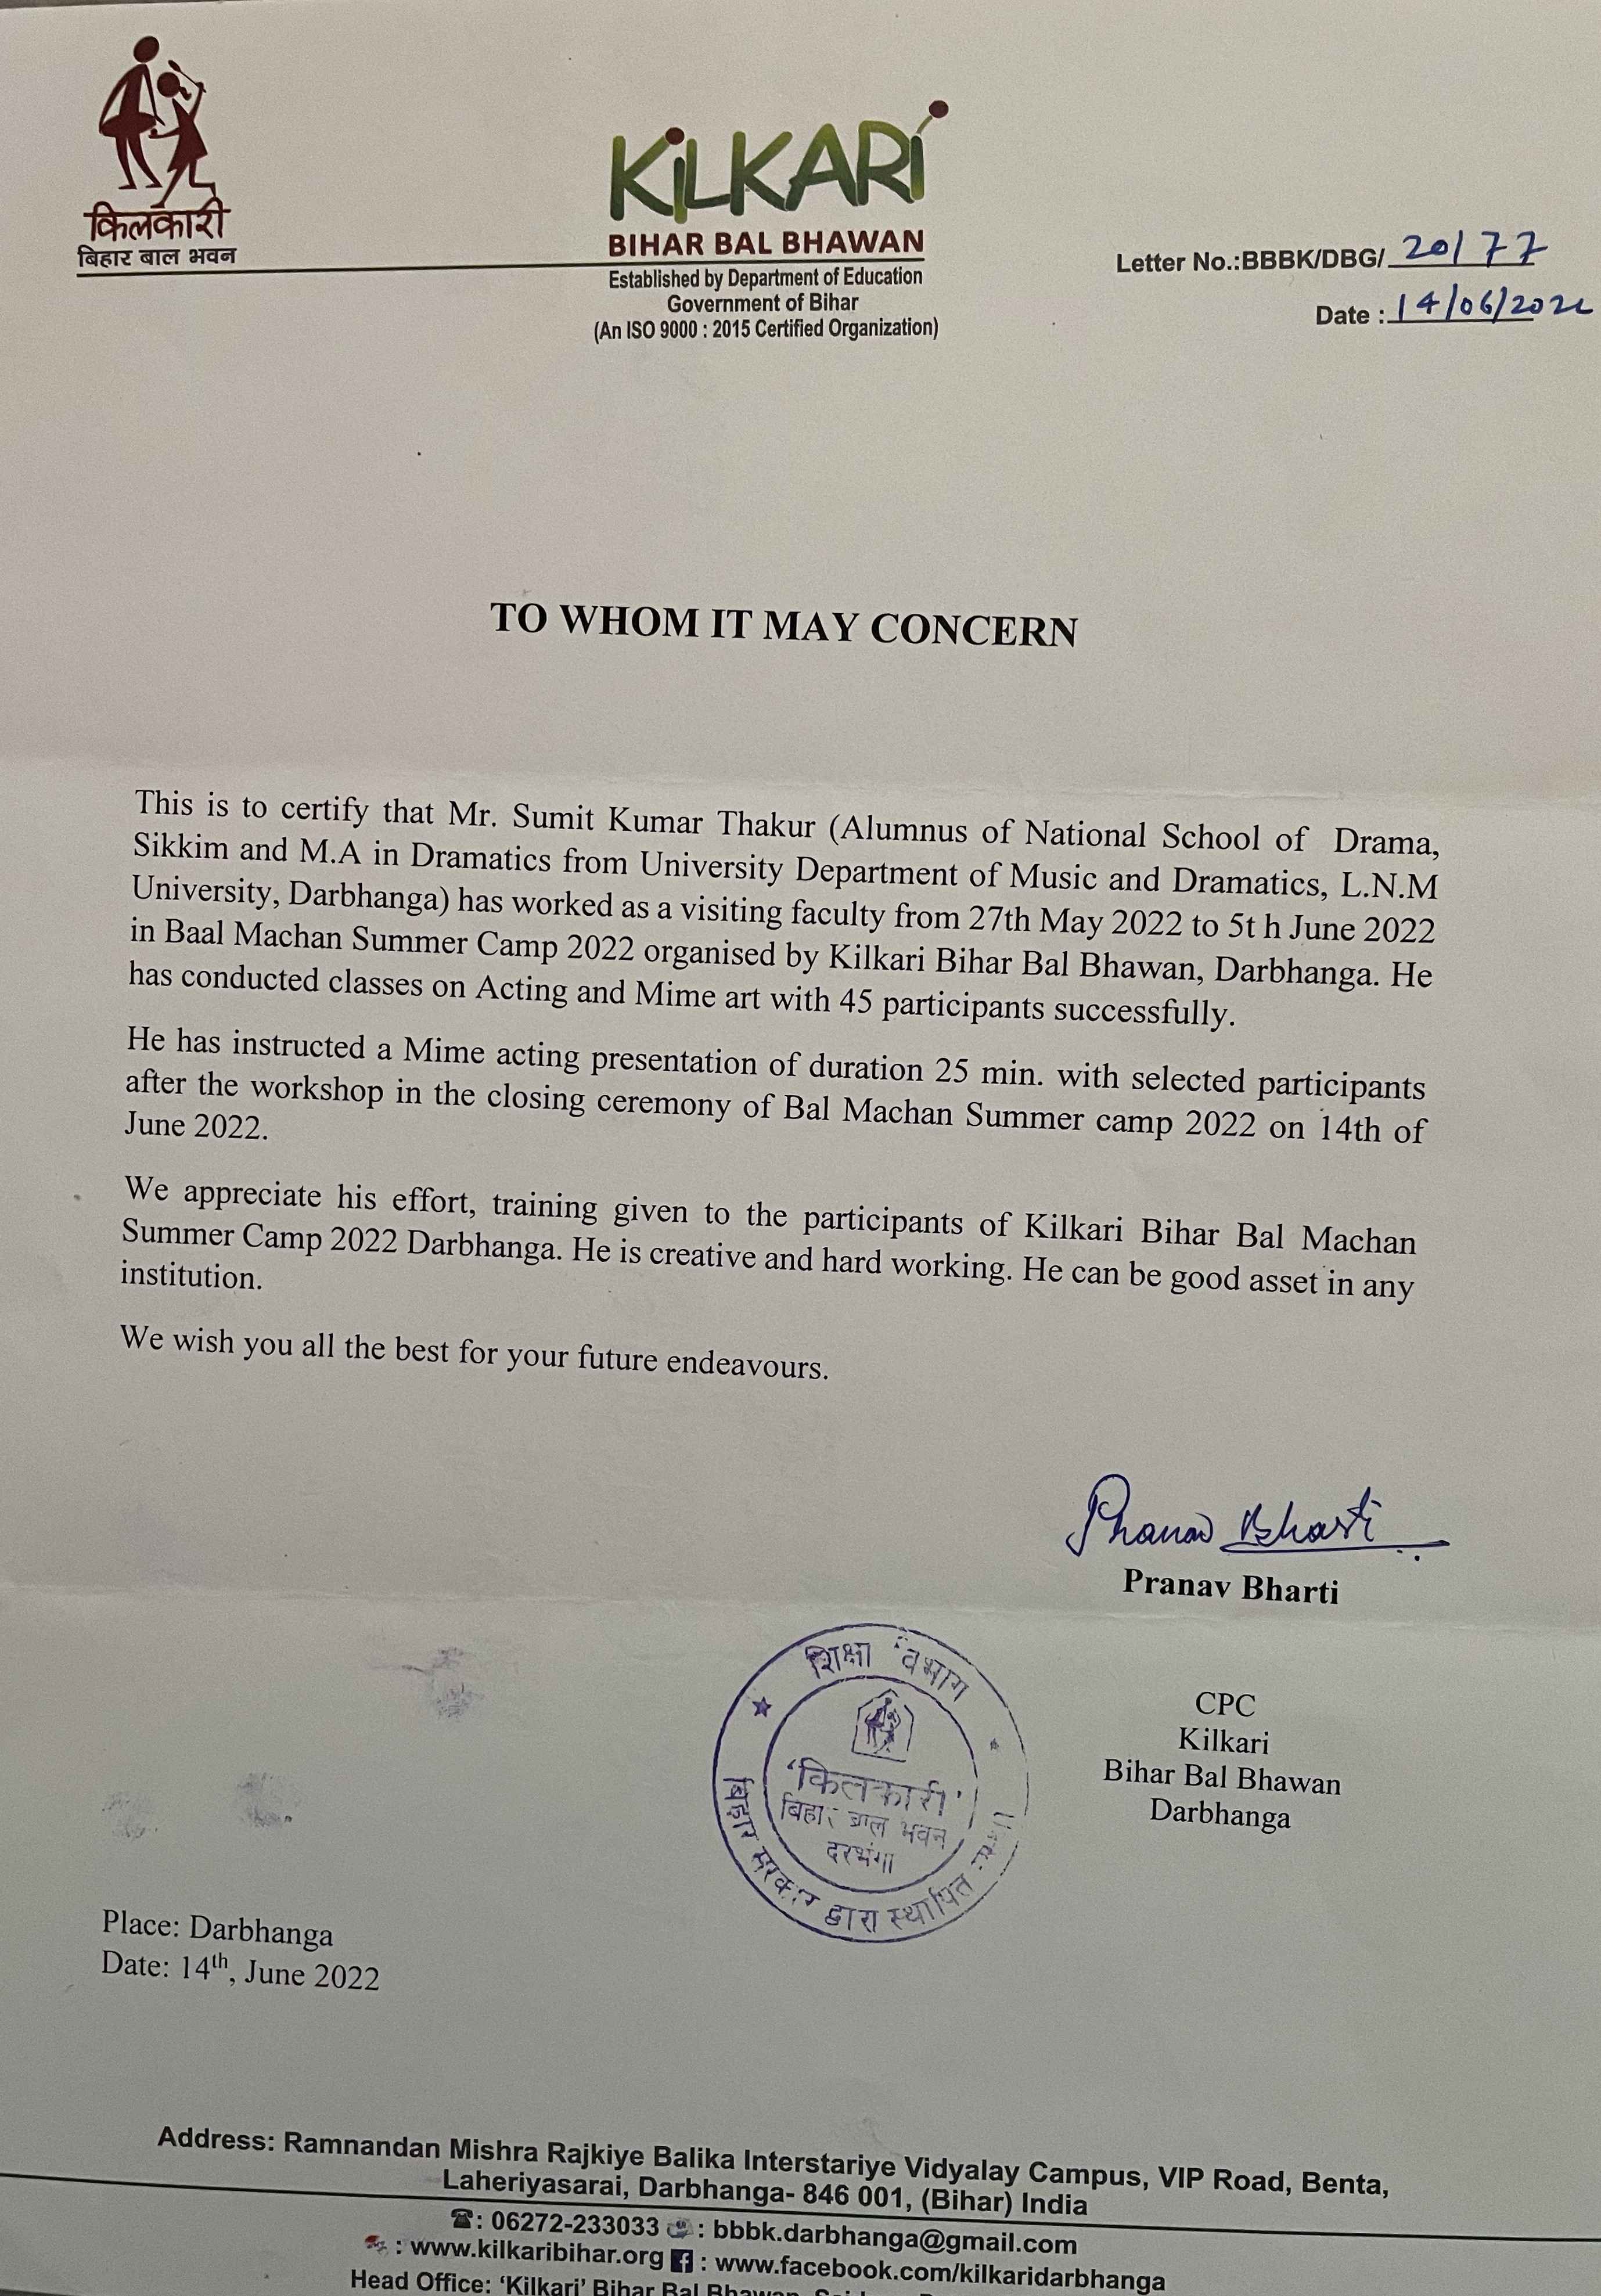 किलकारी
बिहार बाल भवन
KiLKARi
BIHAR BAL BHAWAN
Established by Department of Education
Government of Bihar
(An ISO 9000 : 2015 Certified Organization)
Letter No.:BBBK/DBG/ 20/77
Date : 14/06/2022
TO WHOM IT MAY CONCERN
This is to certify that Mr. Sumit Kumar Thakur (Alumnus of National School of Drama,
Sikkim and M.A in Dramatics from University Department of Music and Dramatics, L.N.M
University, Darbhanga) has worked as a visiting faculty from 27th May 2022 to 5t h June 2022
in Baal Machan Summer Camp 2022 organised by Kilkari Bihar Bal Bhawan, Darbhanga. He
has conducted classes on Acting and Mime art with 45 participants successfully.
He has instructed a Mime acting presentation of duration 25 min. with selected participants
after the workshop in the closing ceremony of Bal Machan Summer camp 2022 on 14th of
June 2022.
We appreciate his effort, training given to the participants of Kilkari Bihar Bal Machan
Summer Camp 2022 Darbhanga. He is creative and hard working. He can be good asset in any
institution.
We wish you all the best for your future endeavours.
Pranav Bharti
Pranav Bharti
शिक्षा विभाग
'किलकारी'
बिहार बाल भवन
दरभंगा
बिहार सरकार द्वारा स्थापित
CPC
Kilkari
Bihar Bal Bhawan
Darbhanga
Place: Darbhanga
Date: 14th, June 2022
Address: Ramnandan Mishra Rajkiye Balika Interstariye Vidyalay Campus, VIP Road, Benta,
Laheriyasarai, Darbhanga- 846 001, (Bihar) India
: 06272-233033 : bbbk.darbhanga@gmail.com
: www.kilkaribihar.org : www.facebook.com/kilkaridarbhanga
Head Office: 'Kilkari' Bihar Bal Bhawan,